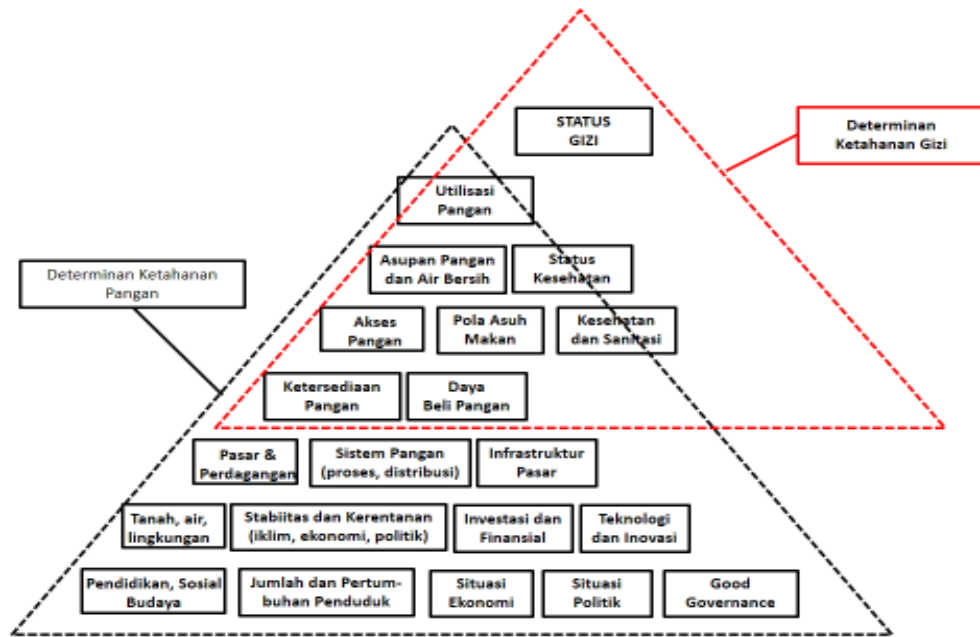 STATUS
GIZI
Determinan
Ketahanan Gizi
Utilisasi
Pangan
Determinan Ketahanan
Pangan
Asupan Pangan
dan Air Bersih
Status
Kesehatan
Akses
Pangan
Pola Asuh
Makan
Kesehatan
dan Sanitasi
Ketersediaan
Pangan
Daya
Beli Pangan
Pasar &
Perdagangan
Sistem Pangan
(proses, distribusi)
Infrastruktur
Pasar
Tanah, air,
lingkungan
Stabiitas dan Kerentanan
(iklim, ekonomi, politik)
Investasi dan
Finansial
Teknologi
dan Inovasi
Pendidikan, Sosial
Budaya
Jumlah dan Pertum-
buhan Penduduk
Situasi
Ekonomi
Situasi
Politik
Good
Governance